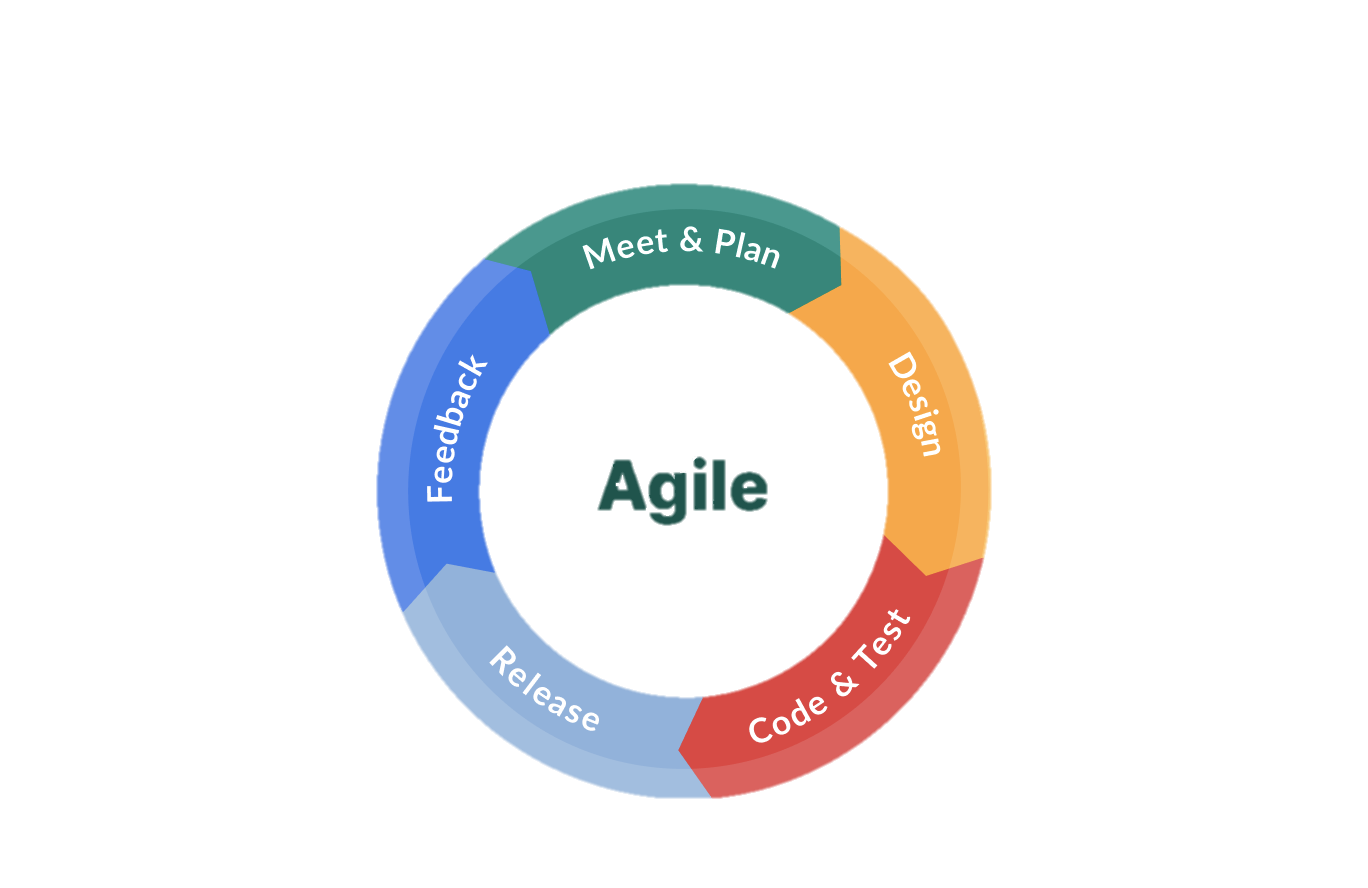 Meet & Plan
Design
Code & Test
Release
Feedback
Agile